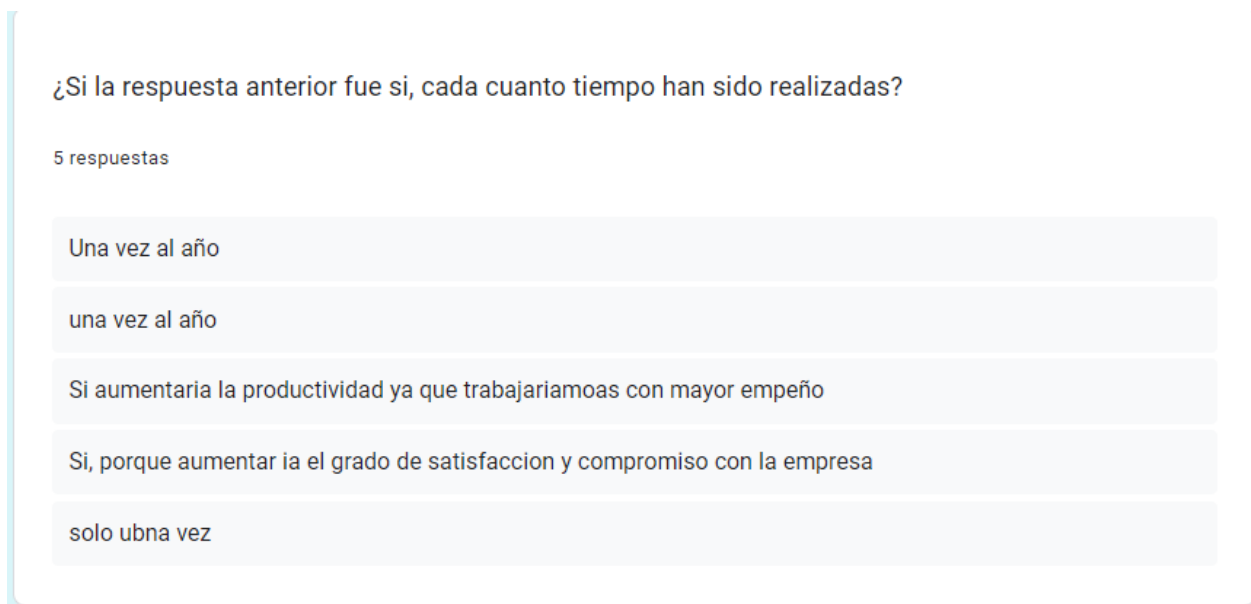 ¿Si la respuesta anterior fue si, cada cuanto tiempo han sido realizadas?
5 respuestas
Una vez al año
una vez al año
Si aumentaria la productividad ya que trabajariamoas con mayor empeño
Si, porque aumentar ia el grado de satisfaccion y compromiso con la empresa
solo ubna vez